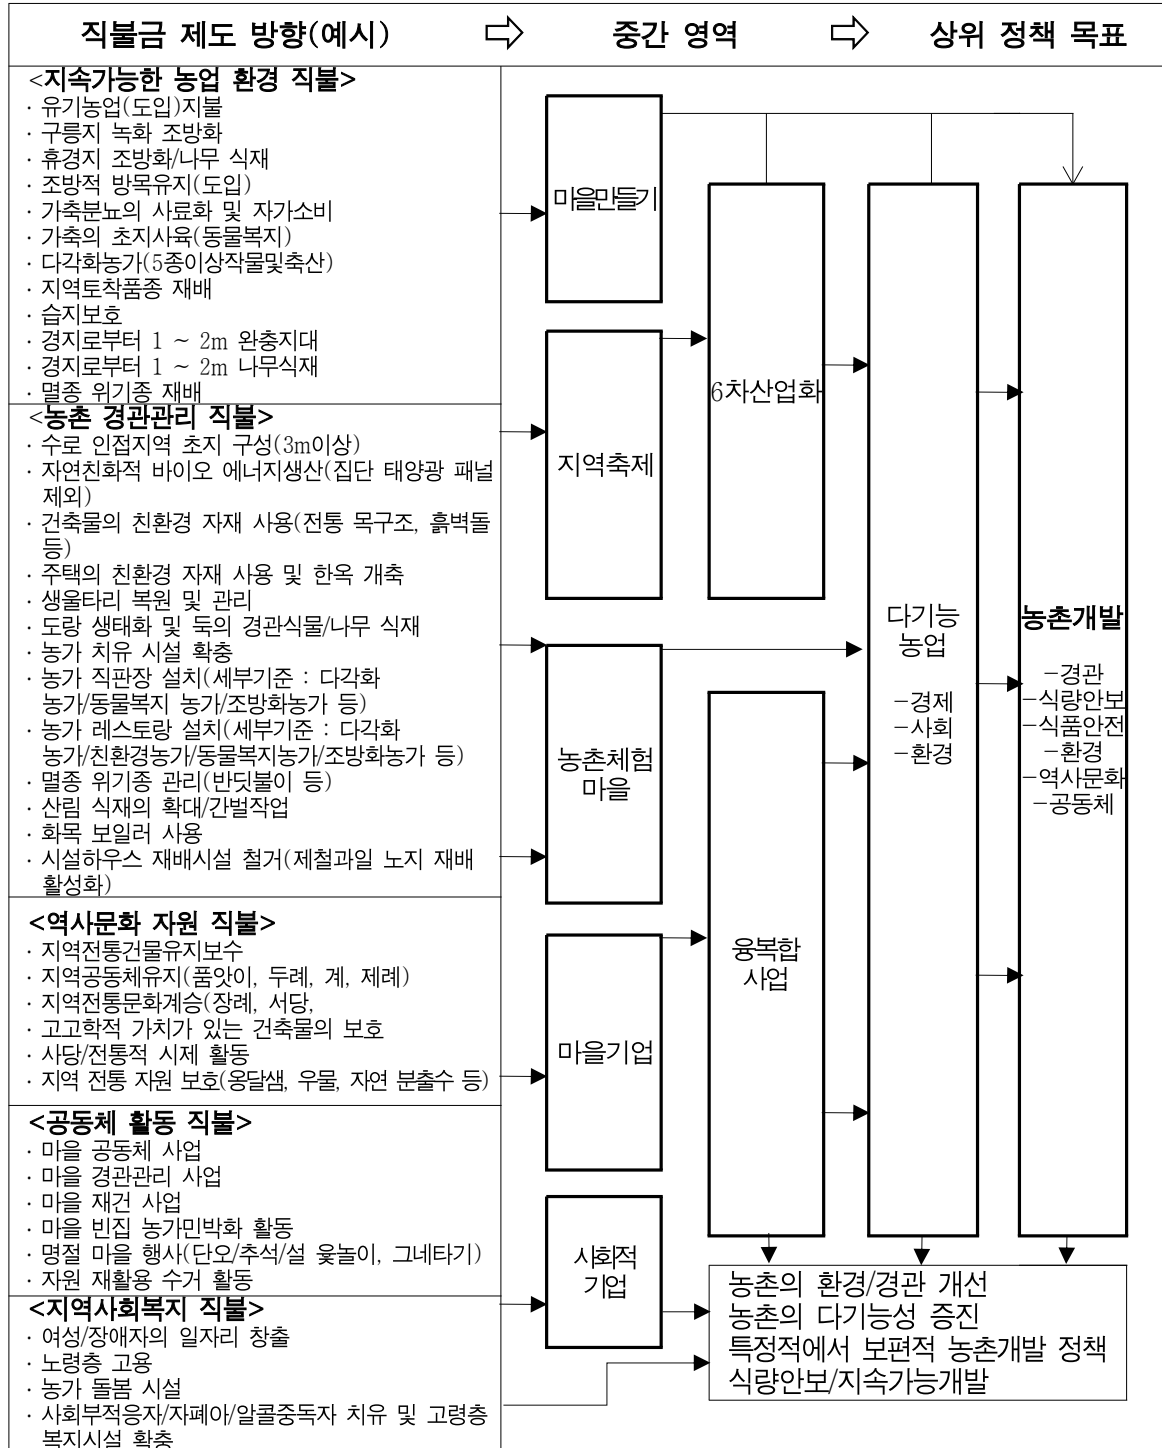 직불금 제도 방향(예시) ⇨ 중간 영역 ⇨ 상위 정책 목표
<지속가능한 농업 환경 직불>
· 유기농업(도입)지불
· 구릉지 녹화 조방화
· 휴경지 조방화/나무 식재
· 조방적 방목유지(도입)
· 가축분뇨의 사료화 및 자가소비
· 가축의 초지사육(동물복지)
· 다각화농가(5종이상작물및축산)
· 지역토착품종 재배
· 습지보호
· 경지로부터 1 ~ 2m 완충지대
· 경지로부터 1 ~ 2m 나무식재
· 멸종 위기종 재배
<농촌 경관관리 직불>
· 수로 인접지역 초지 구성(3m이상)
· 자연친화적 바이오 에너지생산(집단 태양광 패널
제외)
· 건축물의 친환경 자재 사용(전통 목구조, 흙벽돌
등)
· 주택의 친환경 자재 사용 및 한옥 개축
· 생울타리 복원 및 관리
· 도랑 생태화 및 둑의 경관식물/나무 식재
· 농가 치유 시설 확충
· 농가 직판장 설치(세부기준 : 다각화
농가/동물복지 농가/조방화농가 등)
· 농가 레스토랑 설치(세부기준 : 다각화
농가/친환경농가/동물복지농가/조방화농가 등)
· 멸종 위기종 관리(반딧불이 등)
· 산림 식재의 확대/간벌작업
· 화목 보일러 사용
· 시설하우스 재배시설 철거(제철과일 노지 재배
활성화)
<역사문화 자원 직불>
· 지역전통건물유지보수
· 지역공동체유지(품앗이, 두례, 계, 제례)
· 지역전통문화계승(장례, 서당,
· 고고학적 가치가 있는 건축물의 보호
· 사당/전통적 시제 활동
· 지역 전통 자원 보호(옹달샘, 우물, 자연 분출수 등)
<공동체 활동 직불>
· 마을 공동체 사업
· 마을 경관관리 사업
· 마을 재건 사업
· 마을 빈집 농가민박화 활동
· 명절 마을 행사(단오/추석/설 윷놀이, 그네타기)
· 자원 재활용 수거 활동
<지역사회복지 직불>
· 여성/장애자의 일자리 창출
· 노령층 고용
· 농가 돌봄 시설
· 사회부적응자/자폐아/알콜중독자 치유 및 고령층
복지시설 확충
마을만들기
지역축제
농촌체험
마을
마을기업
사회적
기업
6차산업화
융복합
사업
다기능
농업
-경제
-사회
-환경
농촌개발
-경관
-식량안보
-식품안전
-환경
-역사문화
-공동체
농촌의 환경/경관 개선
농촌의 다기능성 증진
특정적에서 보편적 농촌개발 정책
식량안보/지속가능개발